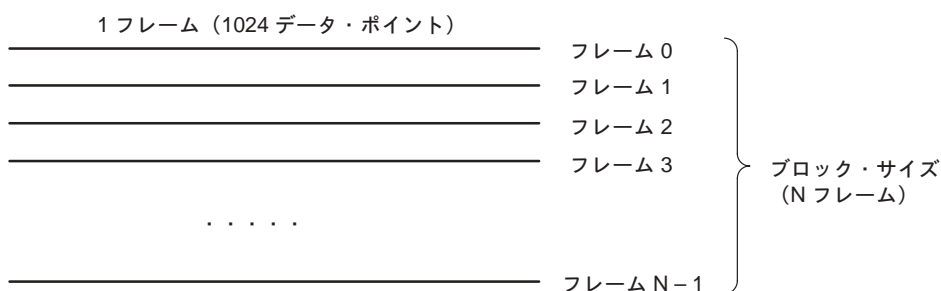 1 フレーム（1024 データ・ポイント）
フレーム 0
フレーム 1
フレーム 2
フレーム 3
ブロック・サイズ
（N フレーム）
・・・・・
フレーム N – 1